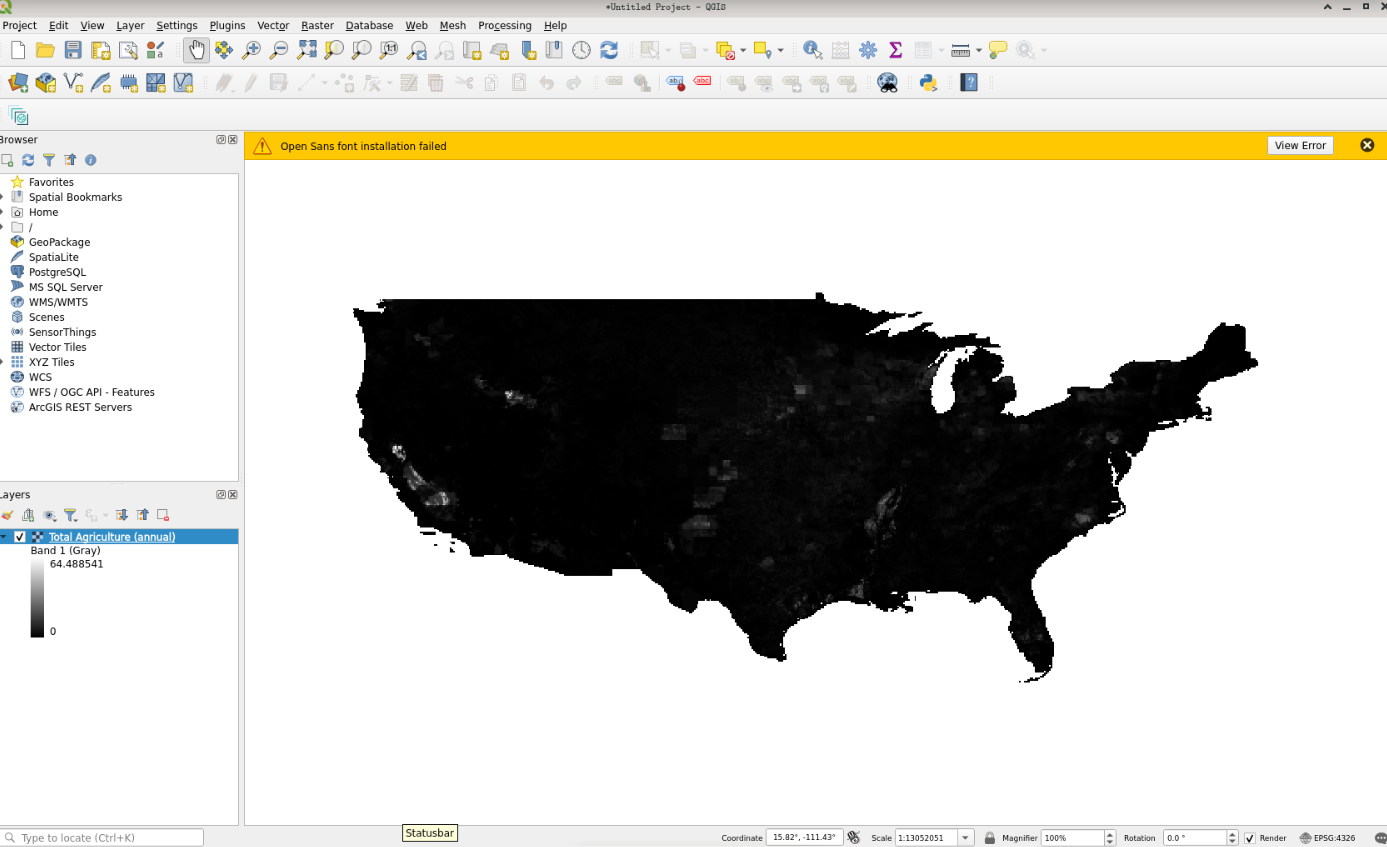 *Untitled Project - QGIS
Project Edit View Layer Settings Plugins Vector Raster Database Web Mesh Processing Help
1:1
abc
Browser
Open Sans font installation failed
View Error
Favorites
Spatial Bookmarks
Home
/
GeoPackage
SpatiaLite
PostgreSQL
MS SQL Server
WMS/WMTS
Scenes
SensorThings
Vector Tiles
XYZ Tiles
WCS
WFS / OGC API - Features
ArcGIS REST Servers
Layers
Total Agriculture (annual)
Band 1 (Gray)
64.488541
0
Statusbar
Type to locate (Ctrl+K)
Coordinate 15.82°, -111.43° Scale 1:13052051 Magnifier 100% Rotation 0.0 ° Render EPSG:4326